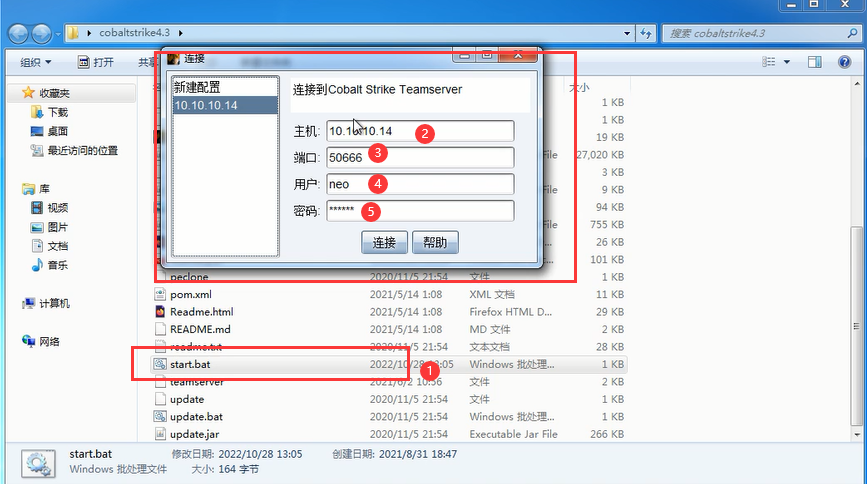 cobaltstrike4.3
搜索 cobaltstrike4.3
组织 打开
连接
大小
收藏夹
下载
桌面
最近访问的位置
库
视频
图片
文档
音乐
计算机
网络
新建配置
10.10.10.14
连接到Cobalt Strike Teamserver
主机: 2
端口: 50666 3
用户: neo 4
密码: ****** 5
连接 帮助
1 KB
1 KB
19 KB
File 27,020 KB
3 KB
File 9 KB
94 KB
File 755 KB
26 KB
101 KB
peclone 2020/11/5 21:54 文件 1 KB
pom.xml 2021/5/14 1:08 XML 文档 11 KB
Readme.html 2021/5/14 1:08 Firefox HTML D... 29 KB
README.md 2021/5/14 1:08 MD 文件 2 KB
readme.txt 2020/11/5 21:54 文本文档 28 KB
start.bat 2022/10/28 13:05 Windows 批处理... 1 KB
1
teamserver 2021/6/2 10:56 文件 2 KB
update 2020/11/5 21:54 文件 1 KB
update.bat 2020/11/5 21:54 Windows 批处理... 1 KB
update.jar 2020/11/5 21:54 Executable Jar File 266 KB
start.bat 修改日期: 2022/10/28 13:05 创建日期: 2021/8/31 18:47
Windows 批处理文件 大小: 164 字节